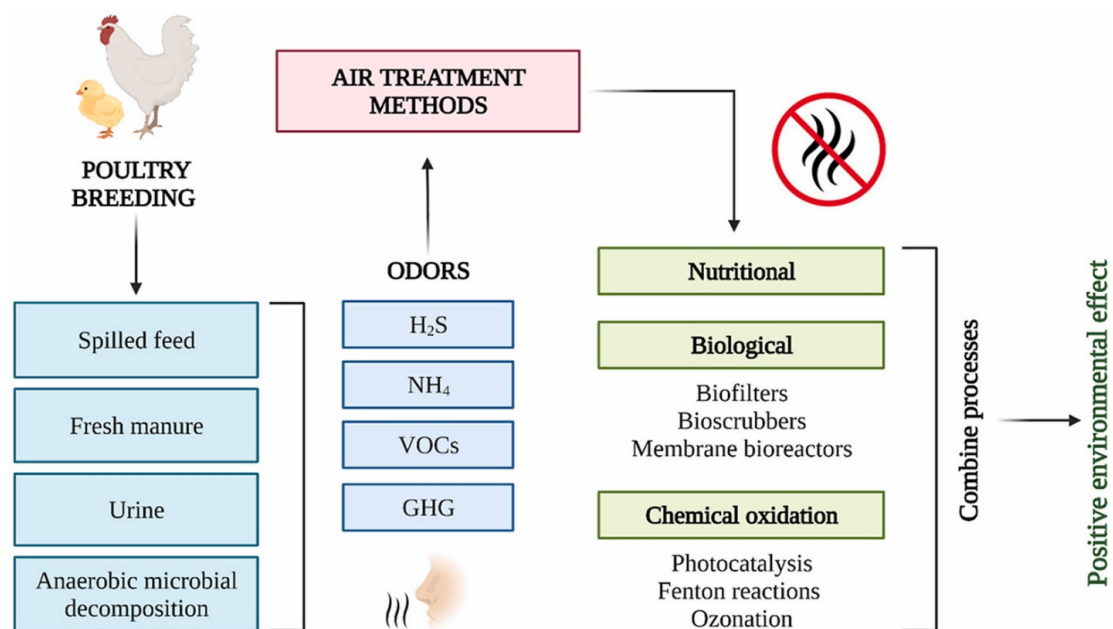 POULTRY
BREEDING
Spilled feed
Fresh manure
Urine
Anaerobic microbial
decomposition
AIR TREATMENT
METHODS
ODORS
H₂S
NH₄
VOCs
GHG
Nutritional
Biological
Biofilters
Bioscrubbers
Membrane bioreactors
Chemical oxidation
Photocatalysis
Fenton reactions
Ozonation
Combine processes
Positive environmental effect